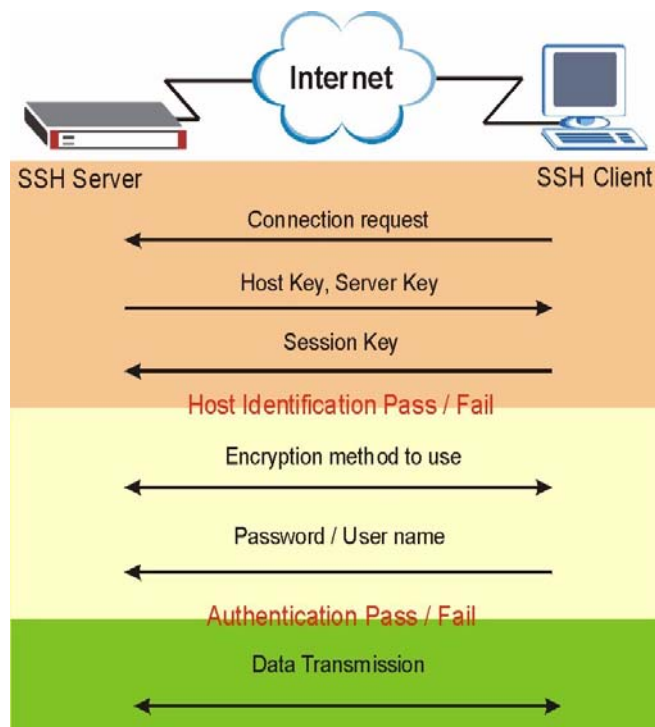 Internet
SSH Server
SSH Client
Connection request
Host Key, Server Key
Session Key
Host Identification Pass / Fail
Encryption method to use
Password / User name
Authentication Pass / Fail
Data Transmission